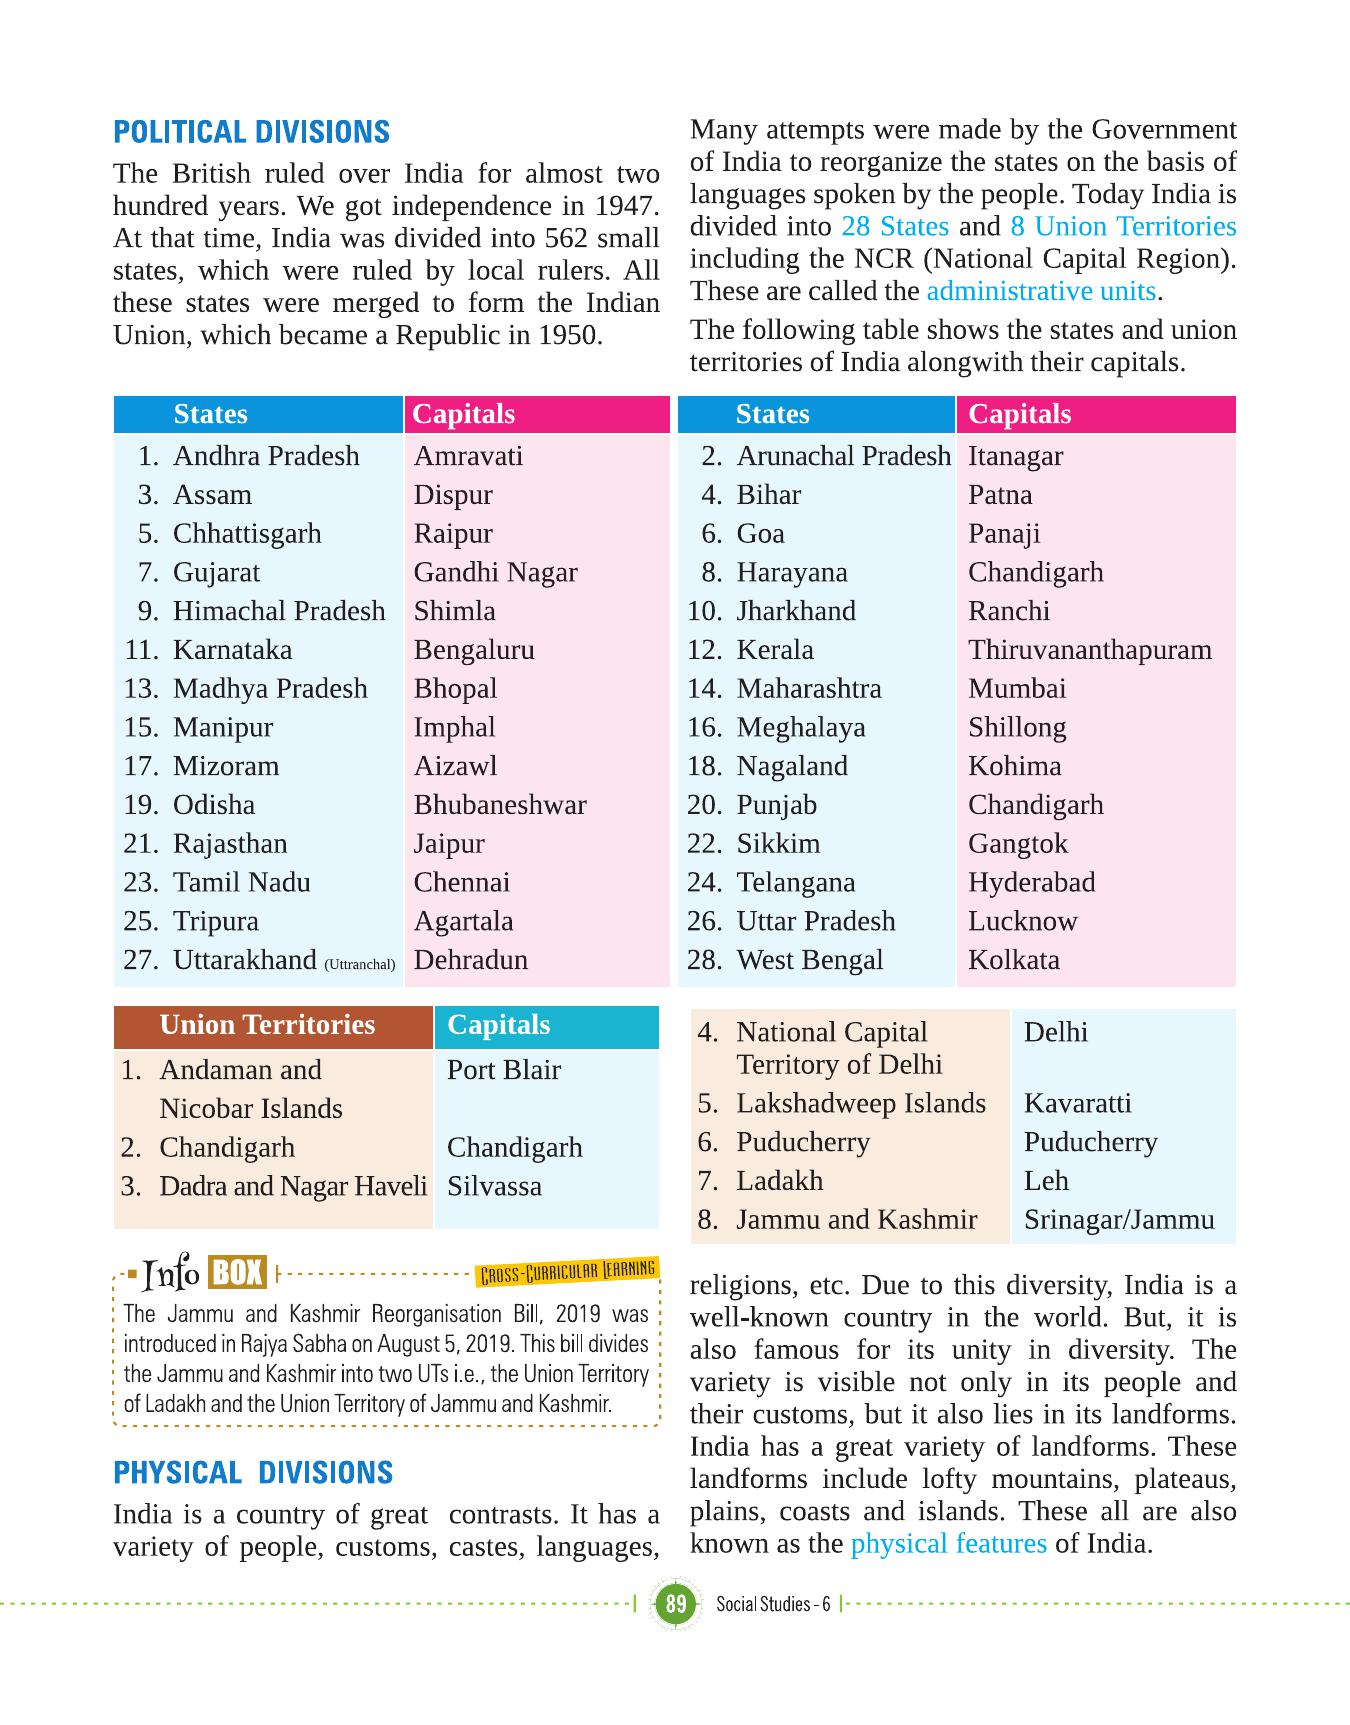 POLITICAL DIVISIONS
The British ruled over India for almost two
hundred years. We got independence in 1947.
At that time, India was divided into 562 small
states, which were ruled by local rulers. All
these states were merged to form the Indian
Union, which became a Republic in 1950.
Many attempts were made by the Government
of India to reorganize the states on the basis of
languages spoken by the people. Today India is
divided into 28 States and 8 Union Territories
including the NCR (National Capital Region).
These are called the administrative units.
The following table shows the states and union
territories of India alongwith their capitals.
States Capitals States Capitals
1. Andhra Pradesh Amravati 2. Arunachal Pradesh Itanagar
3. Assam Dispur 4. Bihar Patna
5. Chhattisgarh Raipur 6. Goa Panaji
7. Gujarat Gandhi Nagar 8. Harayana Chandigarh
9. Himachal Pradesh Shimla 10. Jharkhand Ranchi
11. Karnataka Bengaluru 12. Kerala Thiruvananthapuram
13. Madhya Pradesh Bhopal 14. Maharashtra Mumbai
15. Manipur Imphal 16. Meghalaya Shillong
17. Mizoram Aizawl 18. Nagaland Kohima
19. Odisha Bhubaneshwar 20. Punjab Chandigarh
21. Rajasthan Jaipur 22. Sikkim Gangtok
23. Tamil Nadu Chennai 24. Telangana Hyderabad
25. Tripura Agartala 26. Uttar Pradesh Lucknow
27. Uttarakhand (Uttranchal) Dehradun 28. West Bengal Kolkata
Union Territories Capitals
1. Andaman and Port Blair
Nicobar Islands
2. Chandigarh Chandigarh
3. Dadra and Nagar Haveli Silvassa
4. National Capital Delhi
Territory of Delhi
5. Lakshadweep Islands Kavaratti
6. Puducherry Puducherry
7. Ladakh Leh
8. Jammu and Kashmir Srinagar/Jammu
Info BOX CROSS-CURRICULAR LEARNING
The Jammu and Kashmir Reorganisation Bill, 2019 was
introduced in Rajya Sabha on August 5, 2019. This bill divides
the Jammu and Kashmir into two UTs i.e., the Union Territory
of Ladakh and the Union Territory of Jammu and Kashmir.
PHYSICAL DIVISIONS
India is a country of great contrasts. It has a
variety of people, customs, castes, languages,
religions, etc. Due to this diversity, India is a
well-known country in the world. But, it is
also famous for its unity in diversity. The
variety is visible not only in its people and
their customs, but it also lies in its landforms.
India has a great variety of landforms. These
landforms include lofty mountains, plateaus,
plains, coasts and islands. These all are also
known as the physical features of India.
89 Social Studies - 6